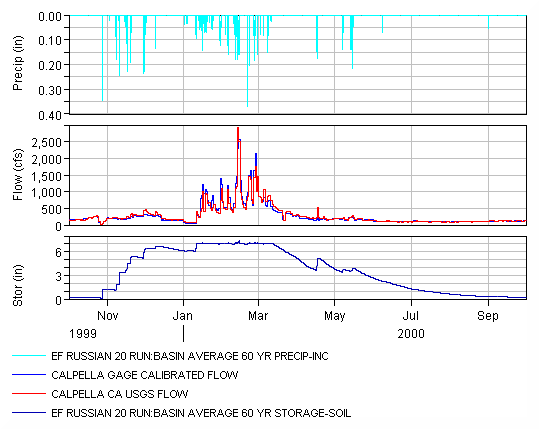 0.00
0.10
0.20
0.30
0.40
Precip (in)
2,500
2,000
1,500
1,000
500
0
Flow (cfs)
6
3
0
Stor (in)
Nov Jan Mar May Jul Sep
1999 2000
EF RUSSIAN 20 RUN:BASIN AVERAGE 60 YR PRECIP-INC
CALPELLA GAGE CALIBRATED FLOW
CALPELLA CA USGS FLOW
EF RUSSIAN 20 RUN:BASIN AVERAGE 60 YR STORAGE-SOIL